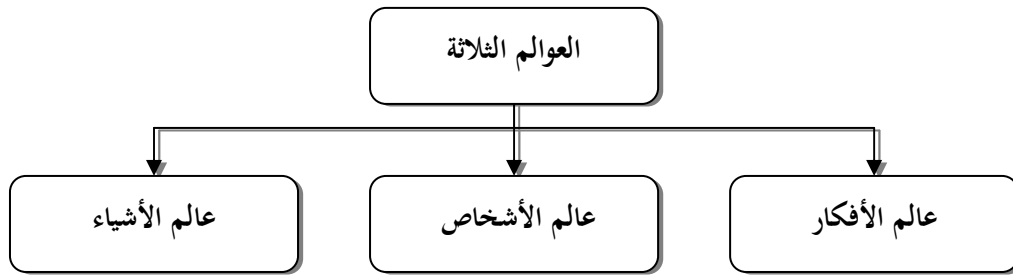 العوالم الثلاثة
عالم الأفكار
عالم الأشخاص
عالم الأشياء